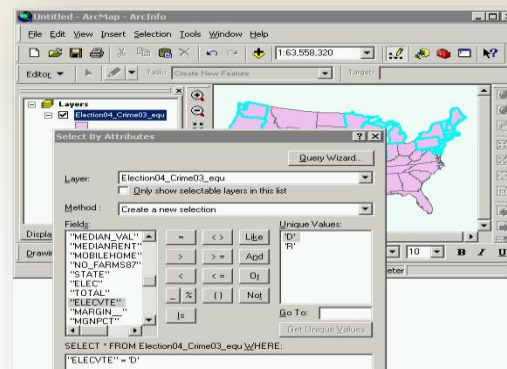 Untitled - ArcMap - ArcInfo
File Edit View Insert Selection Tools Window Help
1:63,558,320
Editor Task: Create New Feature Target:
Layers
Election04_Crime03_equ
Select By Attributes
Query Wizard...
Layer: Election04_Crime03_equ
Only show selectable layers in this list
Method : Create a new selection
Fields: Unique Values:
"MEDIAN_VAL" = <> Like 'D'
"MEDIANRENT" 'R'
"MOBILEHOME" > >= And
"NO_FARMS87"
"STATE" < <= Or
"ELEC"
"TOTAL" _ % () Not
"ELECVTE"
"MARGIN__" Is Go To:
"MGNPCT" Get Unique Values
Displa
Drawin 10 B I U
eter
SELECT * FROM Election04_Crime03_equ WHERE:
"ELECVTE" = 'D'